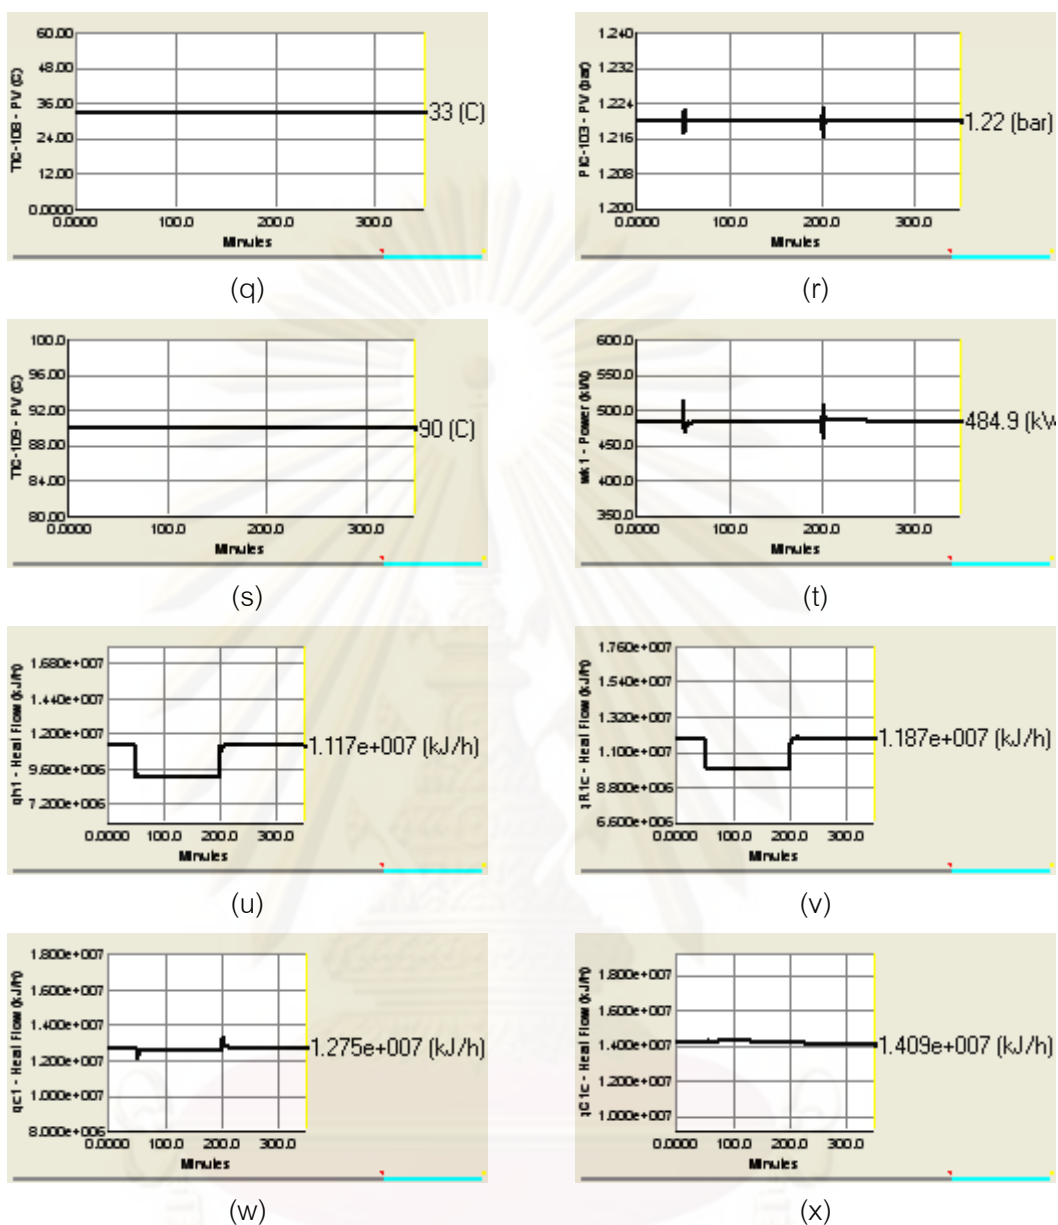 TIC-108 - PV (C)
60.00
48.00
36.00
24.00
12.00
0.0000
0.0000 100.0 200.0 300.0
Minutes
33 (C)
(q)
PIC-103 - PV (bar)
1.240
1.232
1.224
1.216
1.208
1.200
0.0000 100.0 200.0 300.0
Minutes
1.22 (bar)
(r)
TIC-109 - PV (C)
100.0
96.00
92.00
88.00
84.00
80.00
0.0000 100.0 200.0 300.0
Minutes
90 (C)
(s)
wk1 - Power (kW)
600.0
550.0
500.0
450.0
400.0
350.0
0.0000 100.0 200.0 300.0
Minutes
484.9 (kW
(t)
qh1 - Heat Flow (kJ/h)
1.680e+007
1.440e+007
1.200e+007
9.600e+006
7.200e+006
0.0000 100.0 200.0 300.0
Minutes
1.117e+007 (kJ/h)
(u)
qR1c - Heat Flow (kJ/h)
1.760e+007
1.540e+007
1.320e+007
1.100e+007
8.800e+006
6.600e+006
0.0000 100.0 200.0 300.0
Minutes
1.187e+007 (kJ/h)
(v)
qc1 - Heat Flow (kJ/h)
1.800e+007
1.600e+007
1.400e+007
1.200e+007
1.000e+007
8.000e+006
0.0000 100.0 200.0 300.0
Minutes
1.275e+007 (kJ/h)
(w)
qC1c - Heat Flow (kJ/h)
1.800e+007
1.600e+007
1.400e+007
1.200e+007
1.000e+007
0.0000 100.0 200.0 300.0
Minutes
1.409e+007 (kJ/h)
(x)